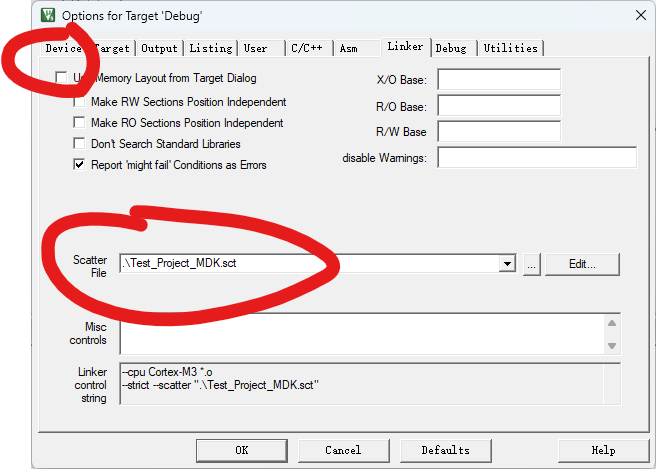 Options for Target 'Debug'
Device Target Output Listing User C/C++ Asm Linker Debug Utilities
Use Memory Layout from Target Dialog
Make RW Sections Position Independent
Make RO Sections Position Independent
Don't Search Standard Libraries
Report 'might fail' Conditions as Errors
X/O Base:
R/O Base:
R/W Base
disable Warnings:
Scatter
File
.\Test_Project_MDK.sct
...
Edit...
Misc
controls
Linker
control
string
--cpu Cortex-M3 *.o
--strict --scatter ".\Test_Project_MDK.sct"
OK
Cancel
Defaults
Help